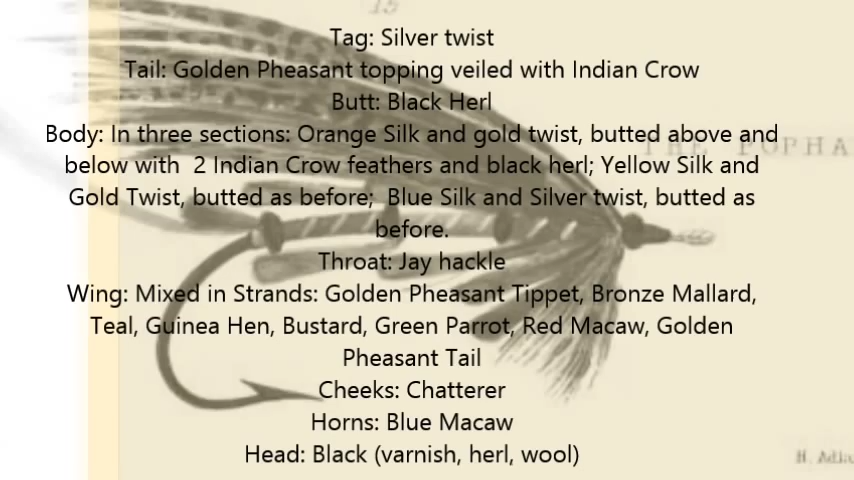 15
Tag: Silver twist
Tail: Golden Pheasant topping veiled with Indian Crow
Butt: Black Herl
Body: In three sections: Orange Silk and gold twist, butted above and
below with 2 Indian Crow feathers and black herl; Yellow Silk and
Gold Twist, butted as before; Blue Silk and Silver twist, butted as
before.
THE POPHA
Throat: Jay hackle
Wing: Mixed in Strands: Golden Pheasant Tippet, Bronze Mallard,
Teal, Guinea Hen, Bustard, Green Parrot, Red Macaw, Golden
Pheasant Tail
Cheeks: Chatterer
Horns: Blue Macaw
Head: Black (varnish, herl, wool)
H. Adla